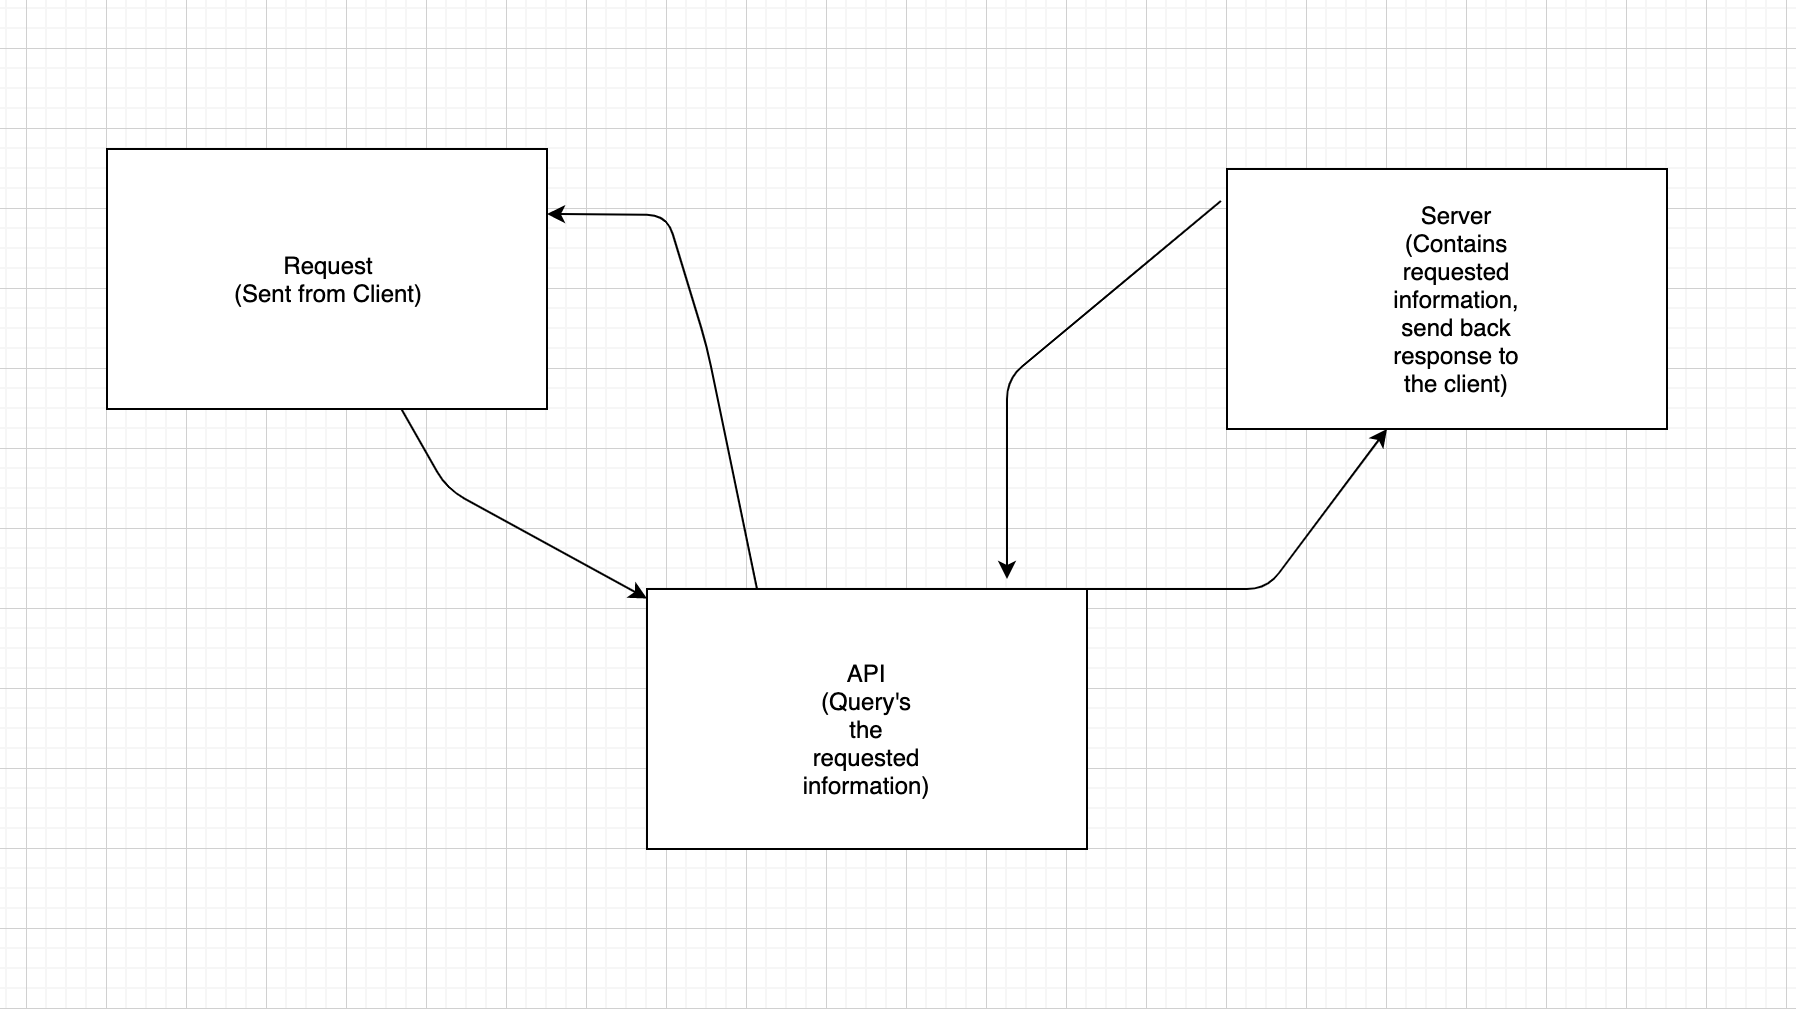 Request
(Sent from Client)
Server
(Contains
requested
information,
send back
response to
the client)
API
(Query's
the
requested
information)